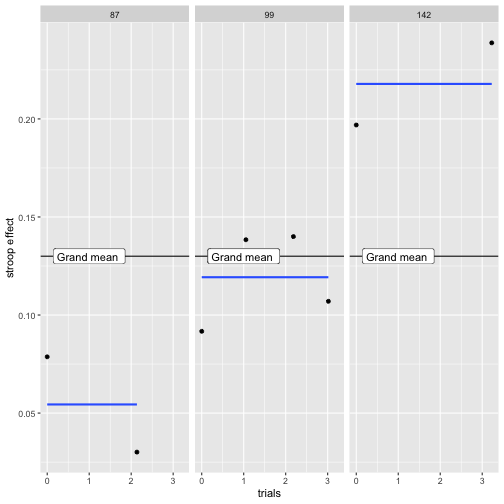 87 99 142
0.20
0.15
Grand mean Grand mean Grand mean
0.10
0.05
0 1 2 3 0 1 2 3 0 1 2 3
trials
stroop effect